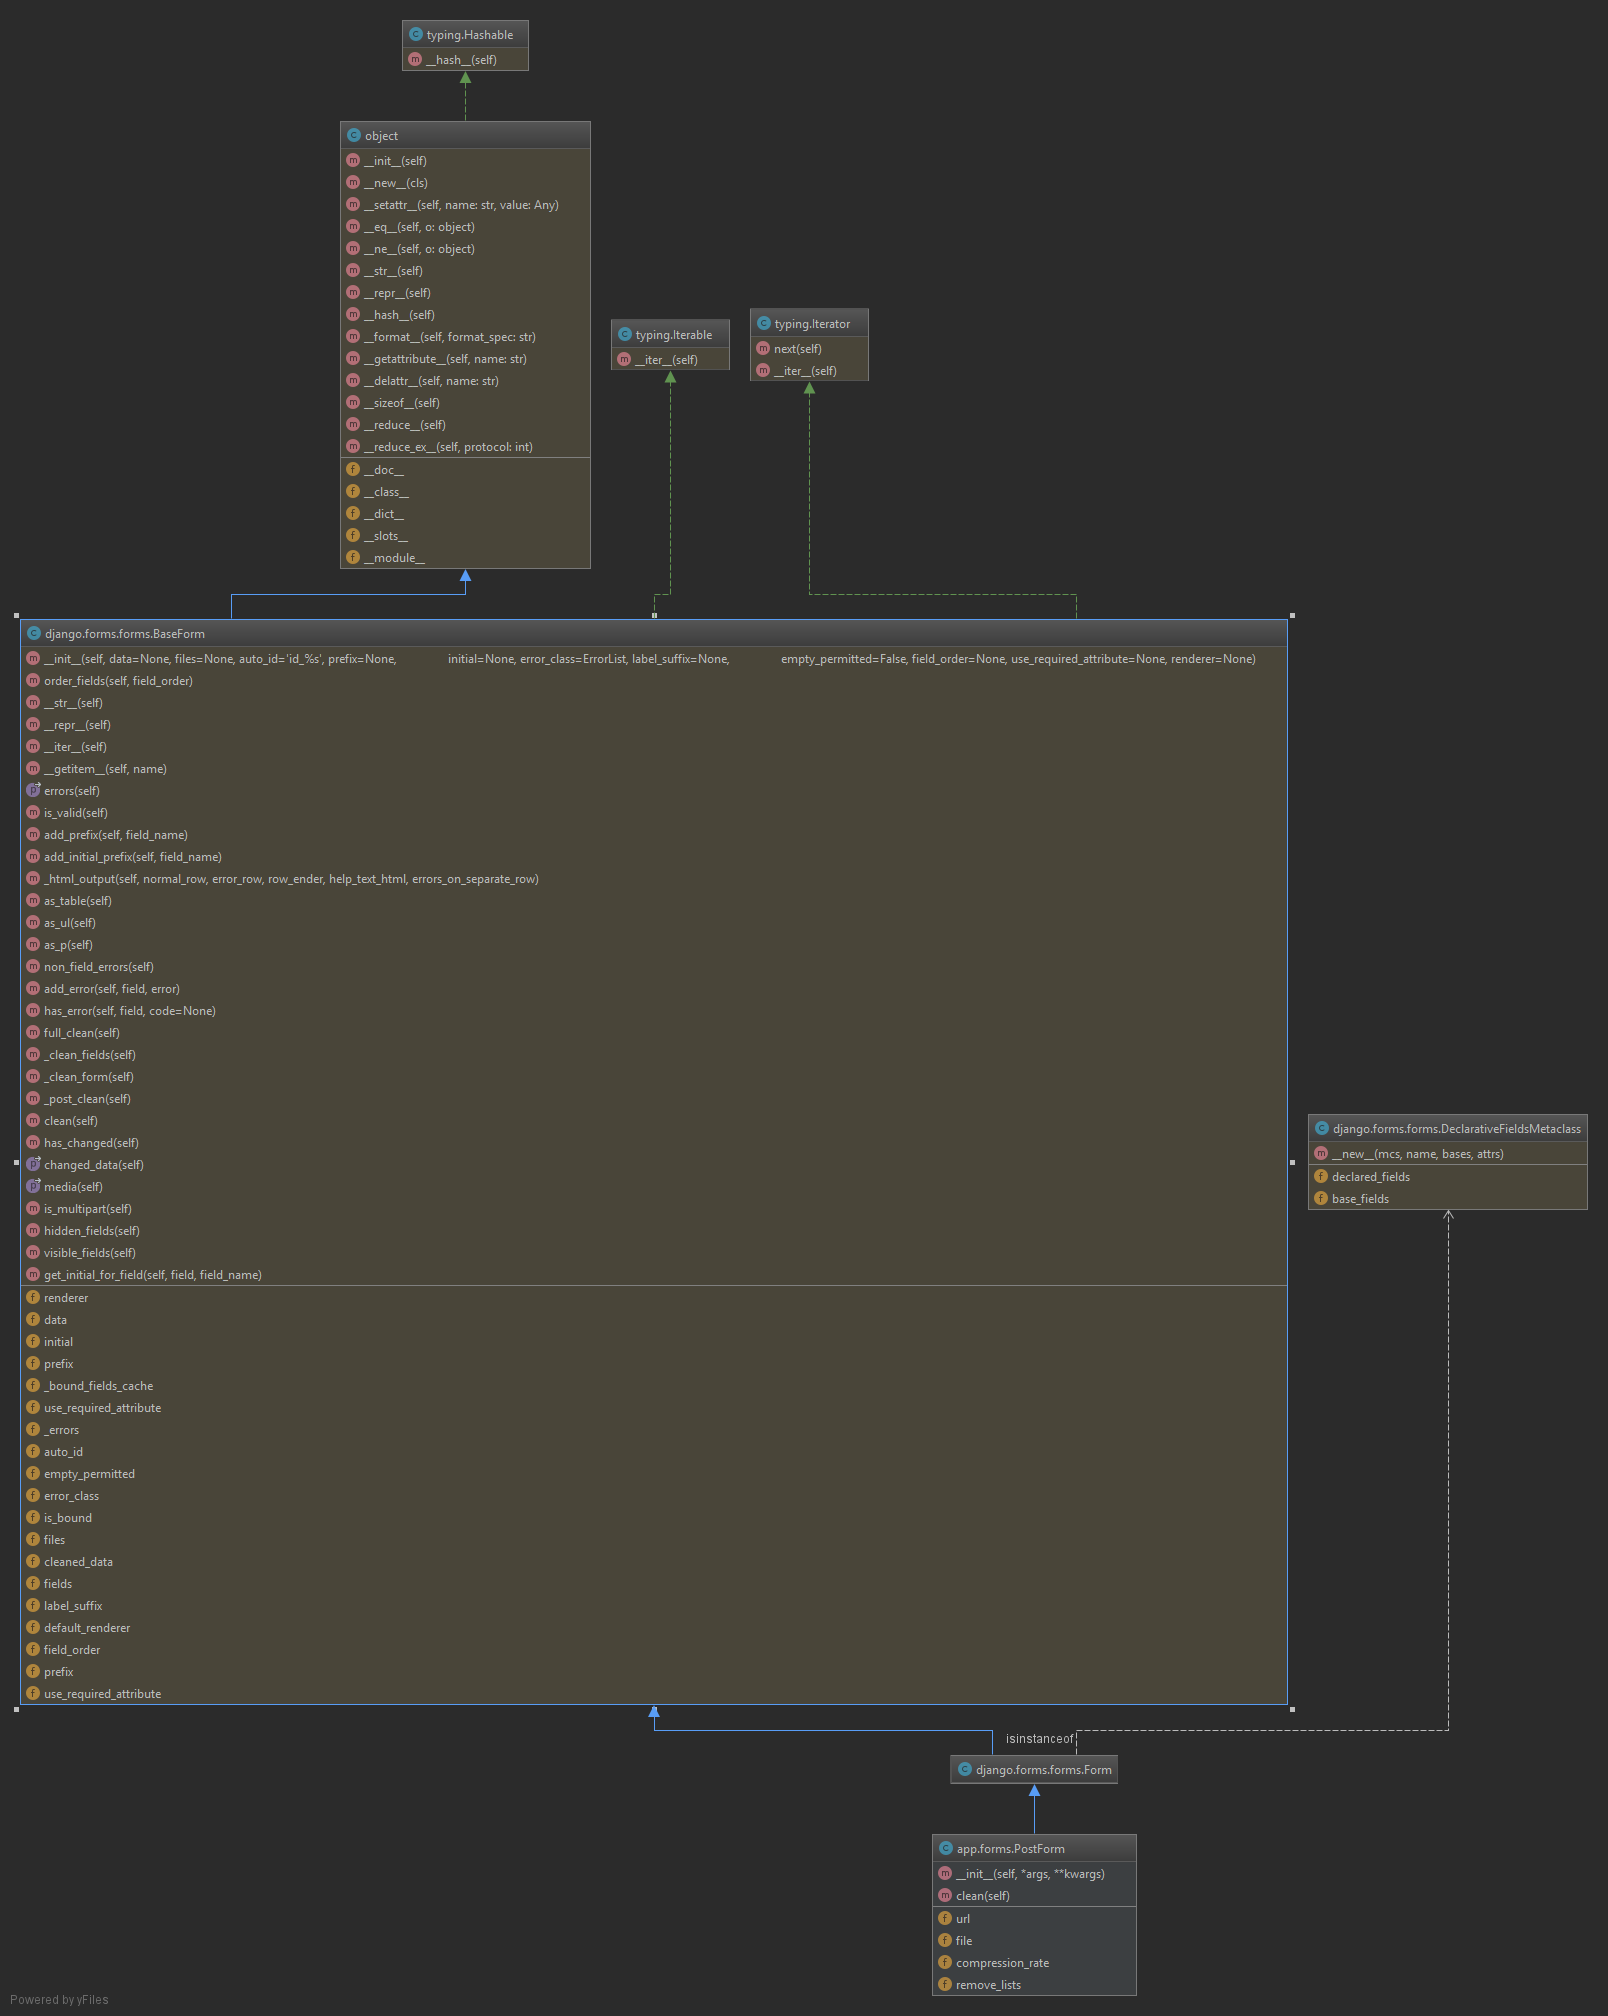 typing.Hashable
__hash__(self)
object
__init__(self)
__new__(cls)
__setattr__(self, name: str, value: Any)
__eq__(self, o: object)
__ne__(self, o: object)
__str__(self)
__repr__(self)
__hash__(self)
__format__(self, format_spec: str)
__getattribute__(self, name: str)
__delattr__(self, name: str)
__sizeof__(self)
__reduce__(self)
__reduce_ex__(self, protocol: int)
__doc__
__class__
__dict__
__slots__
__module__
typing.Iterable
__iter__(self)
typing.Iterator
next(self)
__iter__(self)
django.forms.forms.BaseForm
__init__(self, data=None, files=None, auto_id='id_%s', prefix=None, initial=None, error_class=ErrorList, label_suffix=None, empty_permitted=False, field_order=None, use_required_attribute=None, renderer=None)
order_fields(self, field_order)
__str__(self)
__repr__(self)
__iter__(self)
__getitem__(self, name)
errors(self)
is_valid(self)
add_prefix(self, field_name)
add_initial_prefix(self, field_name)
_html_output(self, normal_row, error_row, row_ender, help_text_html, errors_on_separate_row)
as_table(self)
as_ul(self)
as_p(self)
non_field_errors(self)
add_error(self, field, error)
has_error(self, field, code=None)
full_clean(self)
_clean_fields(self)
_clean_form(self)
_post_clean(self)
clean(self)
has_changed(self)
changed_data(self)
media(self)
is_multipart(self)
hidden_fields(self)
visible_fields(self)
get_initial_for_field(self, field, field_name)
renderer
data
initial
prefix
_bound_fields_cache
use_required_attribute
_errors
auto_id
empty_permitted
error_class
is_bound
files
cleaned_data
fields
label_suffix
default_renderer
field_order
prefix
use_required_attribute
django.forms.forms.DeclarativeFieldsMetaclass
__new__(mcs, name, bases, attrs)
declared_fields
base_fields
isinstanceof
django.forms.forms.Form
app.forms.PostForm
__init__(self, *args, **kwargs)
clean(self)
url
file
compression_rate
remove_lists
Powered by yFiles